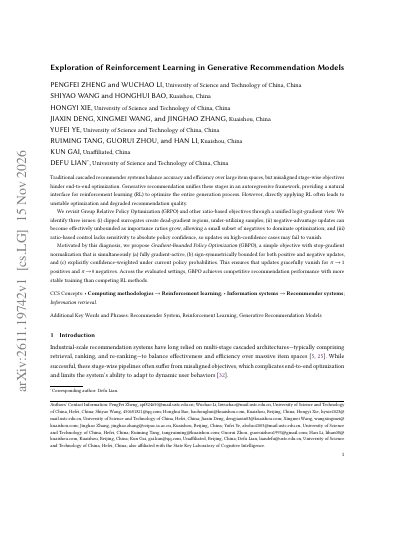 arXiv:2611.19742v1 [cs.LG] 15 Nov 2026
Exploration of Reinforcement Learning in Generative Recommendation Models
PENGFEI ZHENG and WUCHAO LI, University of Science and Technology of China, China
SHIYAO WANG and HONGHUI BAO, Kuaishou, China
HONGYI XIE, University of Science and Technology of China, China
JIAXIN DENG, XINGMEI WANG, and JINGHAO ZHANG, Kuaishou, China
YUFEI YE, University of Science and Technology of China, China
RUIMING TANG, GUORUI ZHOU, and HAN LI, Kuaishou, China
KUN GAI, Unaffiliated, China
DEFU LIAN*, University of Science and Technology of China, China
Traditional cascaded recommender systems balance accuracy and efficiency over large item spaces, but misaligned stage-wise objectives
hinder end-to-end optimization. Generative recommendation unifies these stages in an autoregressive framework, providing a natural
interface for reinforcement learning (RL) to optimize the entire generation process. However, directly applying RL often leads to
unstable optimization and degraded recommendation quality.
We revisit Group Relative Policy Optimization (GRPO) and other ratio-based objectives through a unified logit-gradient view. We
identify three issues: (i) clipped surrogates create dead-gradient regions, under-utilizing samples; (ii) negative-advantage updates can
become effectively unbounded as importance ratios grow, allowing a small subset of negatives to dominate optimization; and (iii)
ratio-based control lacks sensitivity to absolute policy confidence, so updates on high-confidence cases may fail to vanish.
Motivated by this diagnosis, we propose Gradient-Bounded Policy Optimization (GBPO), a simple objective with stop-gradient
normalization that is simultaneously (a) fully gradient-active, (b) sign-symmetrically bounded for both positive and negative updates,
and (c) explicitly confidence-weighted under current policy probabilities. This ensures that updates gracefully vanish for π → 1
positives and π → 0 negatives. Across the evaluated settings, GBPO achieves competitive recommendation performance with more
stable training than competing RL methods.
CCS Concepts: • Computing methodologies → Reinforcement learning; • Information systems → Recommender systems;
Information retrieval.
Additional Key Words and Phrases: Recommender System, Reinforcement Learning, Generative Recommendation Models
1 Introduction
Industrial-scale recommendation systems have long relied on multi-stage cascaded architectures—typically comprising
retrieval, ranking, and re-ranking—to balance effectiveness and efficiency over massive item spaces [5, 25]. While
successful, these stage-wise pipelines often suffer from misaligned objectives, which complicates end-to-end optimization
and limits the system's ability to adapt to dynamic user behaviors [32].
* Corresponding author: Defu Lian.
1